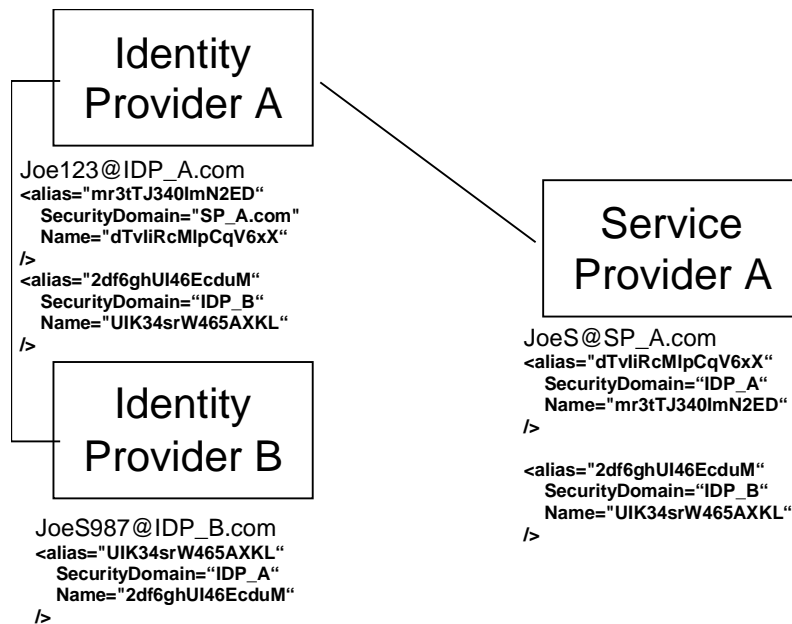 Identity
Provider A
Joe123@IDP_A.com
<alias="mr3tTJ340ImN2ED“
SecurityDomain="SP_A.com"
Name="dTvIiRcMlpCqV6xX“
/>
<alias="2df6ghUI46EcduM“
SecurityDomain=“IDP_B“
Name="UIK34srW465AXKL“
/>
Identity
Provider B
JoeS987@IDP_B.com
<alias="UIK34srW465AXKL“
SecurityDomain=“IDP_A“
Name="2df6ghUI46EcduM“
/>
Service
Provider A
JoeS@SP_A.com
<alias="dTvIiRcMlpCqV6xX“
SecurityDomain=“IDP_A“
Name="mr3tTJ340ImN2ED“
/>
<alias="2df6ghUI46EcduM“
SecurityDomain=“IDP_B“
Name="UIK34srW465AXKL“
/>